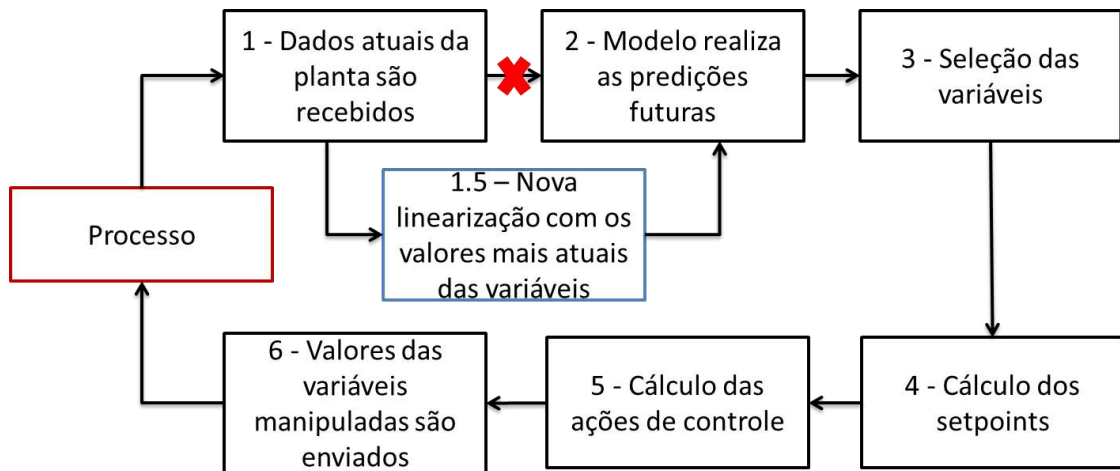 1 - Dados atuais da
planta são
recebidos
2 - Modelo realiza
as predições
futuras
3 - Seleção das
variáveis
1.5 – Nova
linearização com os
valores mais atuais
das variáveis
Processo
6 - Valores das
variáveis
manipuladas são
enviados
5 - Cálculo das
ações de controle
4 - Cálculo dos
setpoints